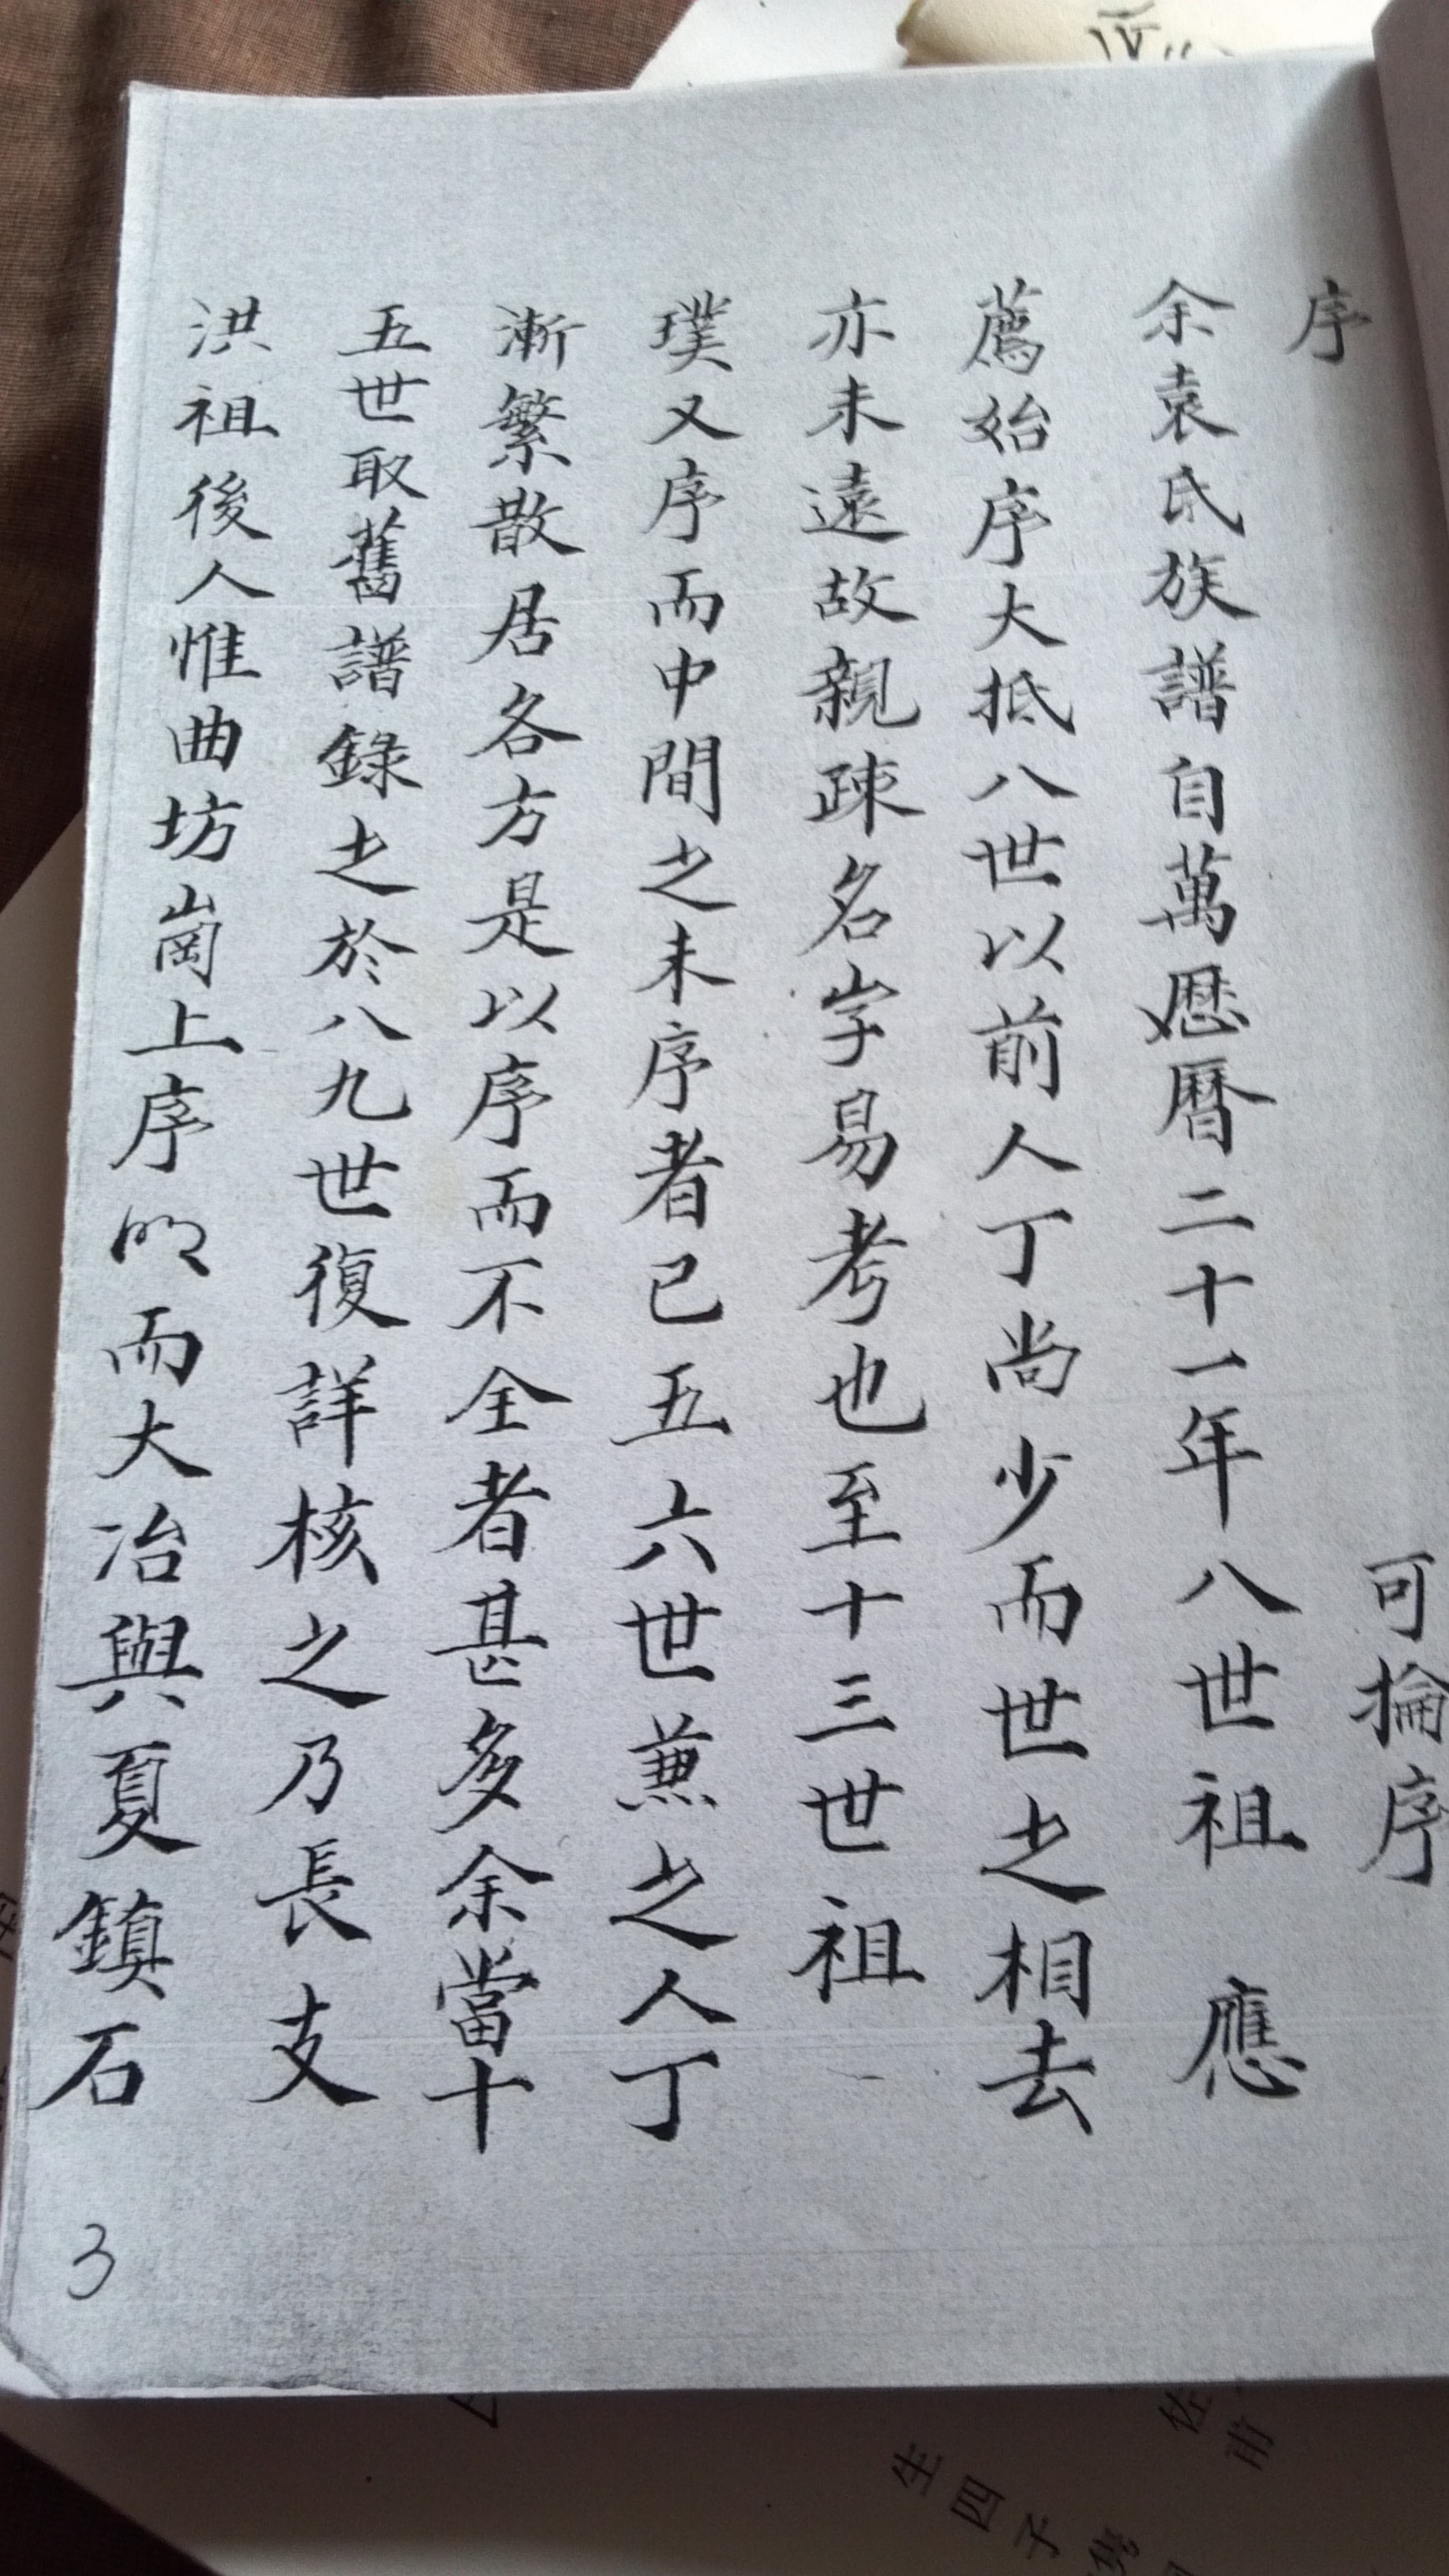 序
可掄序
余袁氏族譜自萬歷曆二十一年八世祖 應
薦始序大抵八世以前人丁尚少而世之相去
亦未遠故親疎名字易考也至十三世祖
璞又序而中間之未序者已五六世蕪之人丁
漸繁散居各方是以序而不全者甚多余當十
五世取舊譜錄之於八九世復詳核之乃長支
洪祖後人惟曲坊崗上序明而大冶與夏鎮石
3
生四子